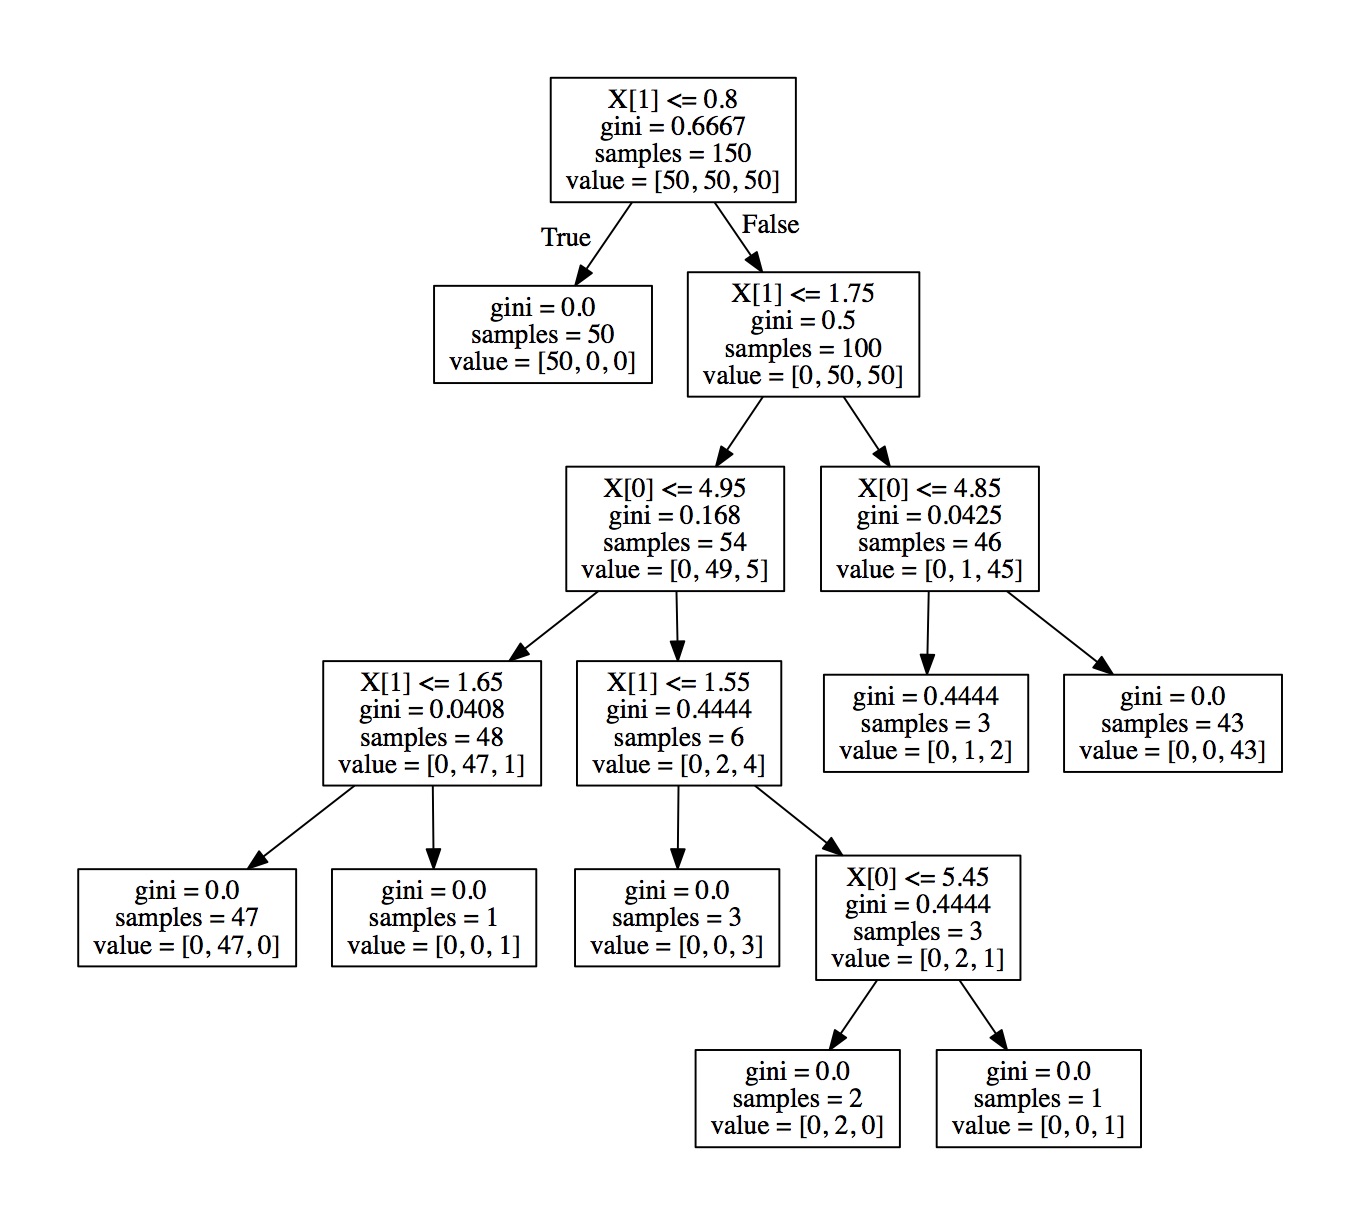 X[1] <= 0.8
gini = 0.6667
samples = 150
value = [50, 50, 50]
True
False
gini = 0.0
samples = 50
value = [50, 0, 0]
X[1] <= 1.75
gini = 0.5
samples = 100
value = [0, 50, 50]
X[0] <= 4.95
gini = 0.168
samples = 54
value = [0, 49, 5]
X[0] <= 4.85
gini = 0.0425
samples = 46
value = [0, 1, 45]
X[1] <= 1.65
gini = 0.0408
samples = 48
value = [0, 47, 1]
X[1] <= 1.55
gini = 0.4444
samples = 6
value = [0, 2, 4]
gini = 0.4444
samples = 3
value = [0, 1, 2]
gini = 0.0
samples = 43
value = [0, 0, 43]
gini = 0.0
samples = 47
value = [0, 47, 0]
gini = 0.0
samples = 1
value = [0, 0, 1]
gini = 0.0
samples = 3
value = [0, 0, 3]
X[0] <= 5.45
gini = 0.4444
samples = 3
value = [0, 2, 1]
gini = 0.0
samples = 2
value = [0, 2, 0]
gini = 0.0
samples = 1
value = [0, 0, 1]